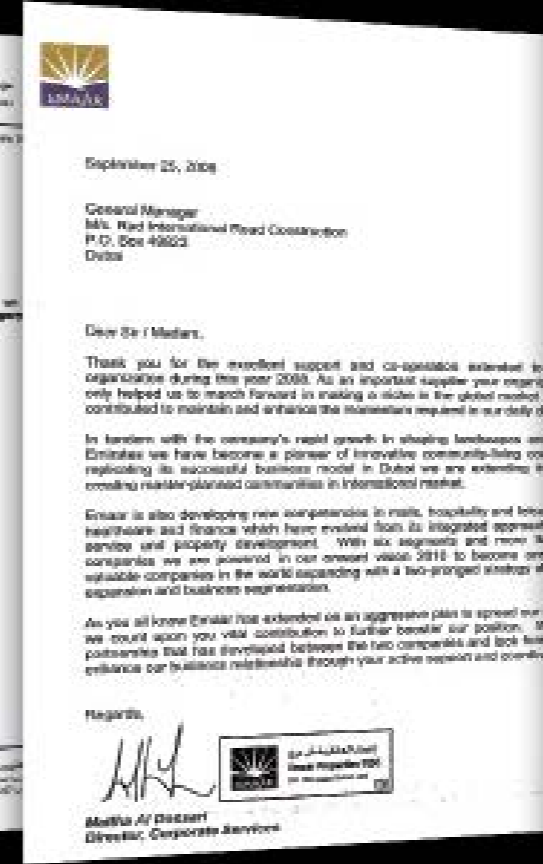 EMAAR
September 25, 2008
General Manager
M/s. Rad International Road Construction
P.O. Box 49823
Dubai
Dear Sir / Madam,
Thank you for the excellent support and co-operation extended to
organization during this year 2008. As an important supplier your
only helped us to march forward in making a niche in the global market
contributed to maintain and enhance the momentum required in our daily
In tandem with the company's rapid growth in shaping landscapes
Emirates we have become a pioneer of innovative community-living
replicating its successful business model in Dubai we are extending
creating master-planned communities in international market.
Emaar is also developing new competencies in malls, hospitality and
healthcare and finance which have evolved from its integrated
service and property development. With six segments and more
companies we are powered in our annual vision 2010 to become
valuable companies in the world expanding with a two-pronged strategy
expansion and business segmentation.
As you all know Emaar has extended on an aggressive plan to spread our
we count upon you vital contribution to further booster our position.
partnership that has developed between the two companies and look
enhance our business relationship through your active support and
Regards,
Emaar Properties PJSC
Maitha Al Dossari
Director, Corporate Services